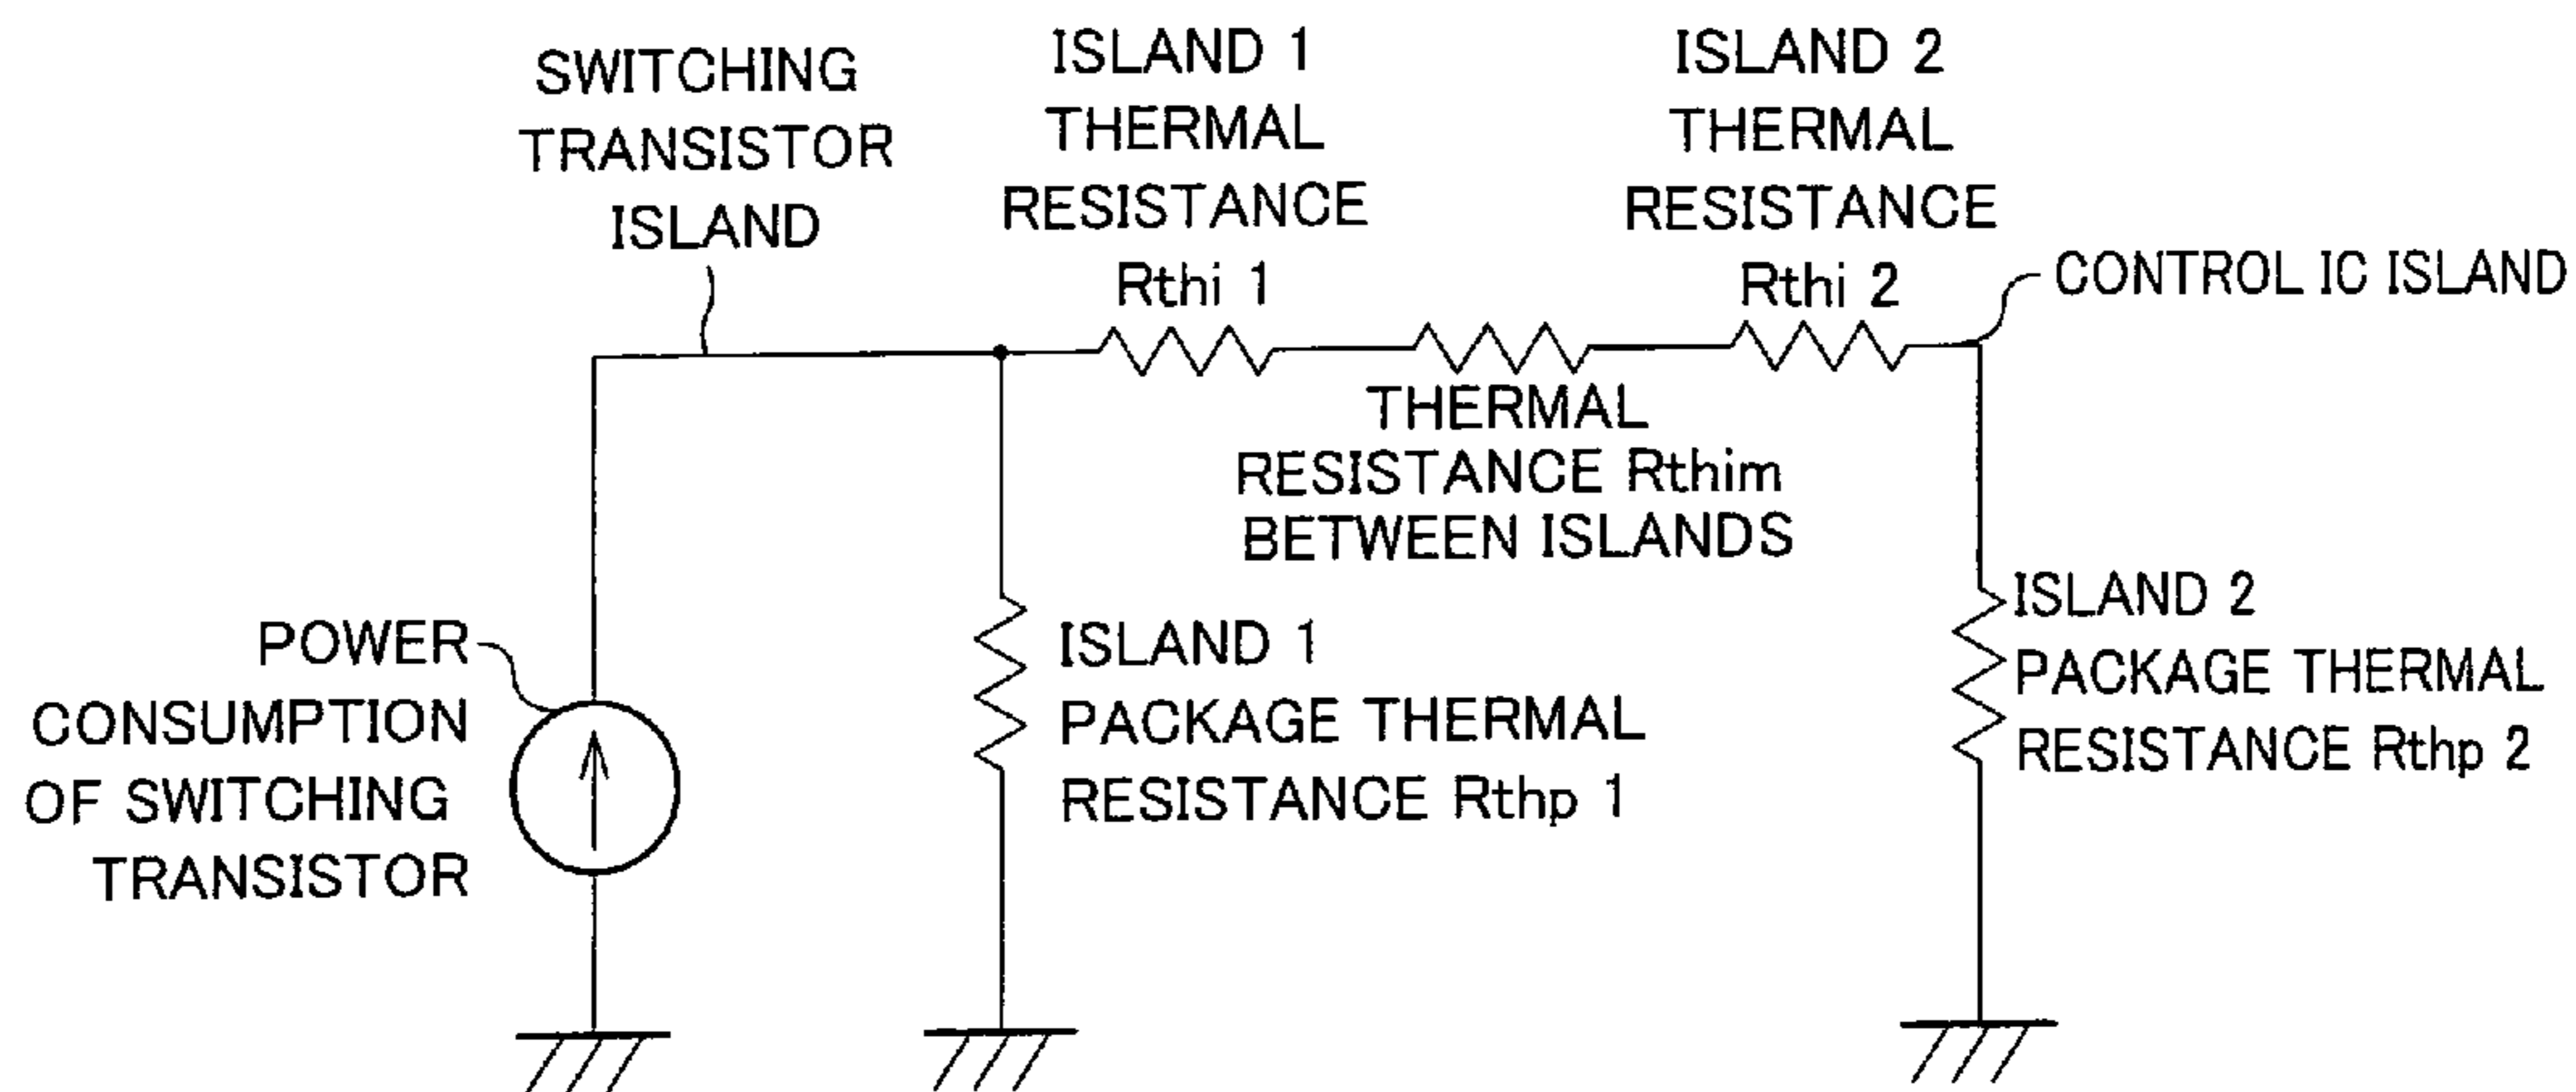 SWITCHING
TRANSISTOR
ISLAND
ISLAND 1
THERMAL
RESISTANCE
Rthi 1
ISLAND 2
THERMAL
RESISTANCE
Rthi 2
CONTROL IC ISLAND
THERMAL
RESISTANCE Rthim
BETWEEN ISLANDS
POWER
CONSUMPTION
OF SWITCHING
TRANSISTOR
ISLAND 1
PACKAGE THERMAL
RESISTANCE Rthp 1
ISLAND 2
PACKAGE THERMAL
RESISTANCE Rthp 2